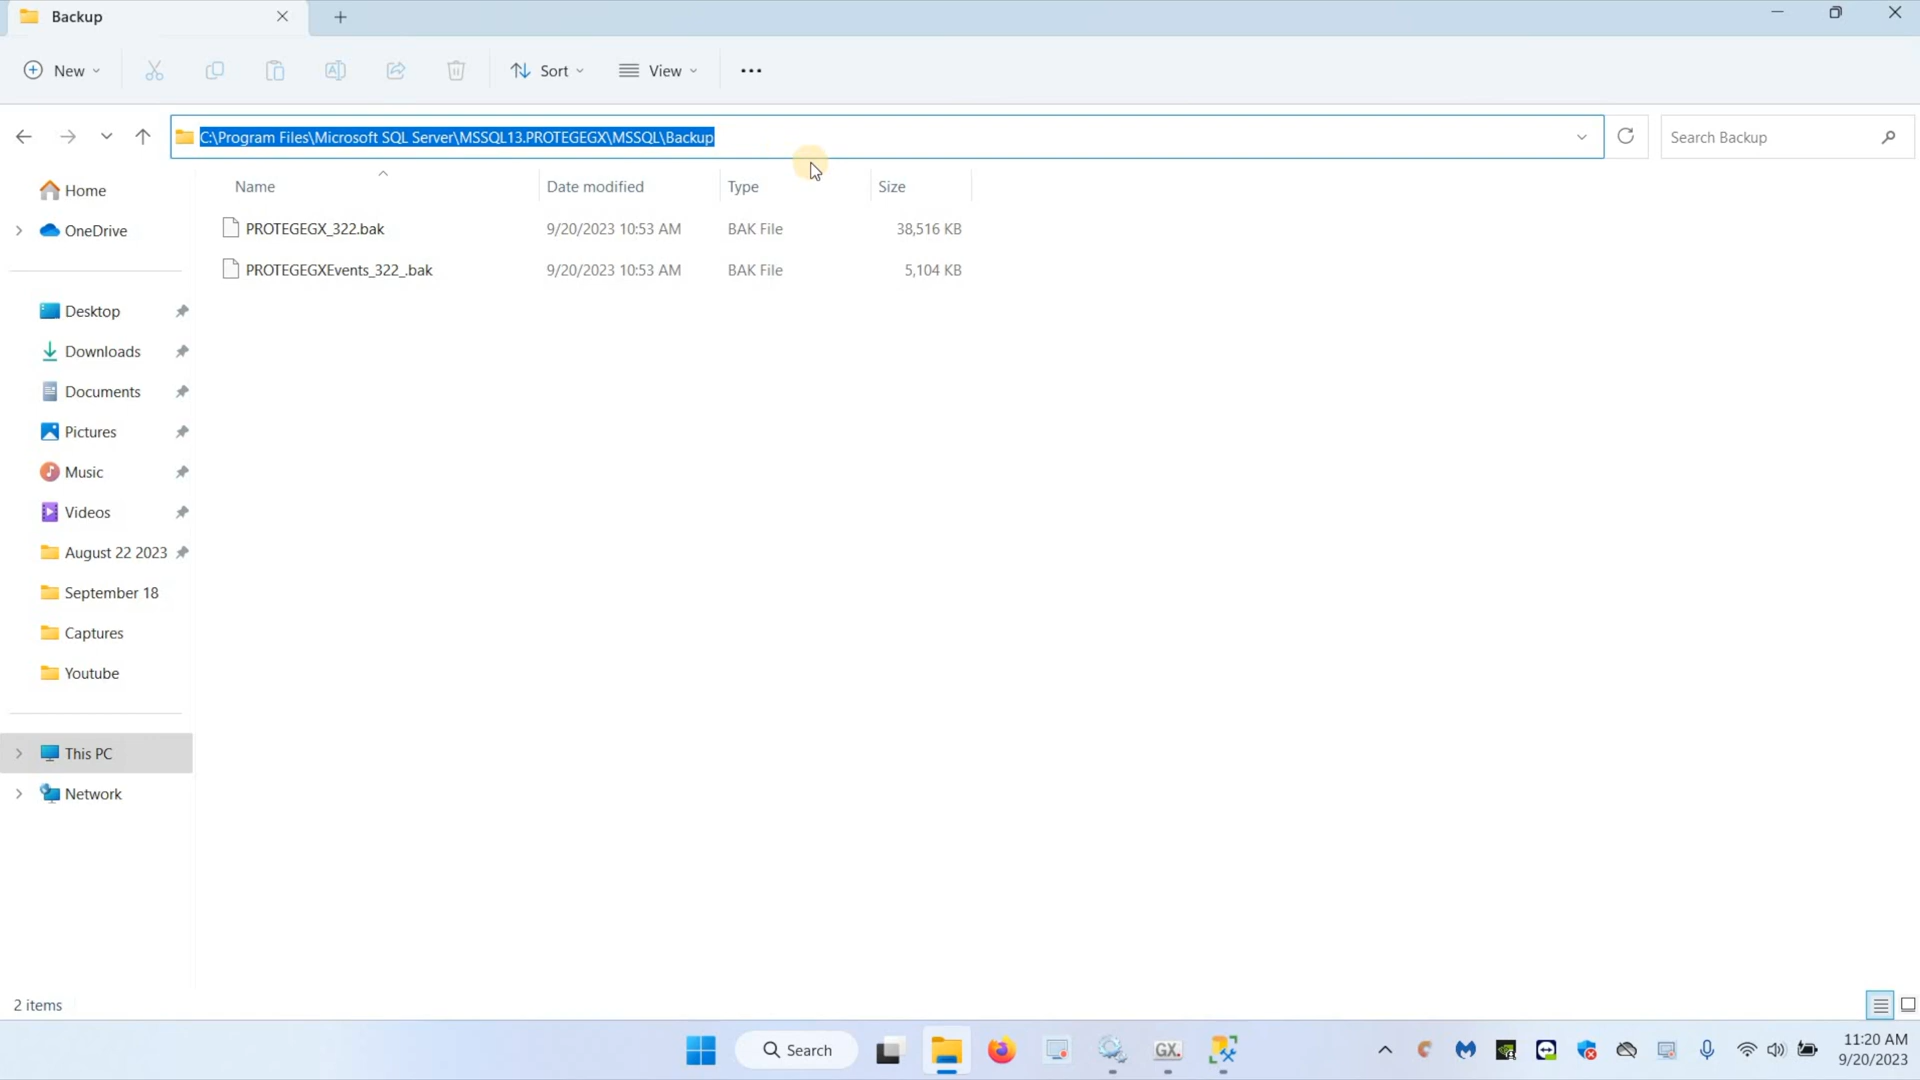 Backup
New
Sort
View
C:\Program Files\Microsoft SQL Server\MSSQL13.PROTEGEGX\MSSQL\Backup
Search Backup
Name Date modified Type Size
PROTEGEGX_322.bak 9/20/2023 10:53 AM BAK File 38,516 KB
PROTEGEGXEvents_322_.bak 9/20/2023 10:53 AM BAK File 5,104 KB
Home
OneDrive
Desktop
Downloads
Documents
Pictures
Music
Videos
August 22 2023
September 18
Captures
Youtube
This PC
Network
2 items
Search
GX.
11:20 AM
9/20/2023